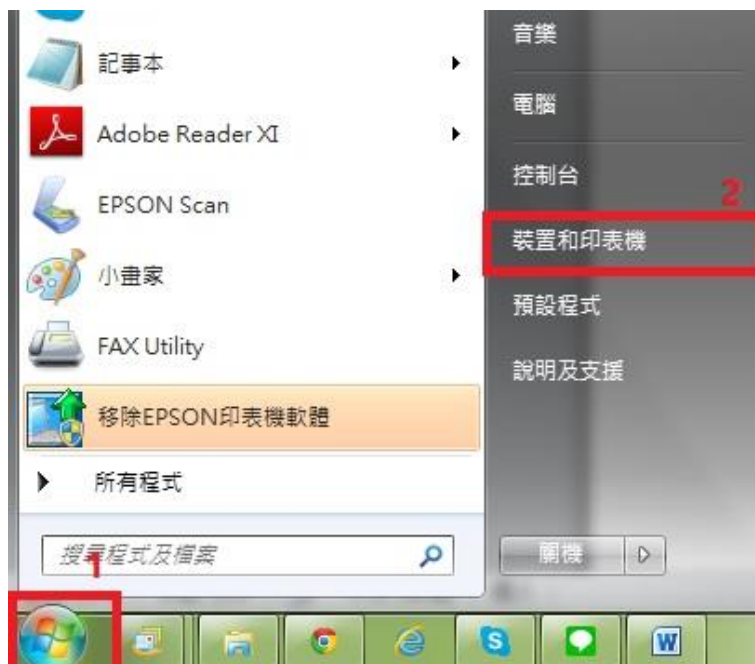 記事本
Adobe Reader XI
EPSON Scan
小畫家
FAX Utility
移除EPSON印表機軟體
所有程式
搜尋程式及檔案
1
音樂
電腦
控制台
2
裝置和印表機
預設程式
說明及支援
關機